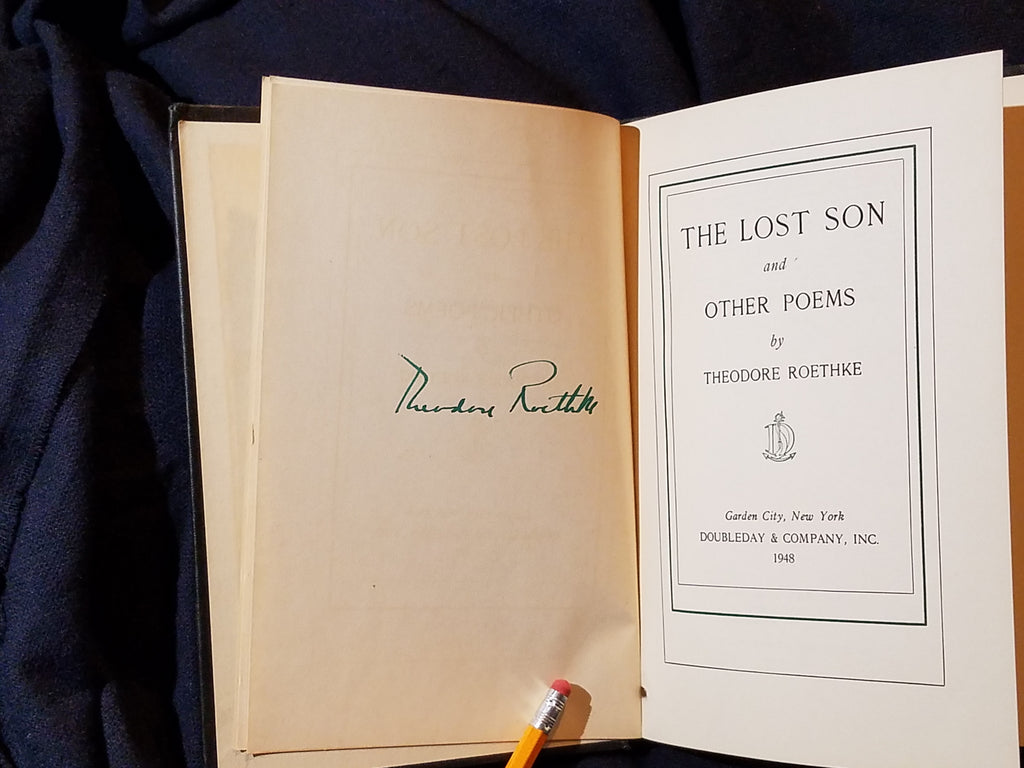 Theodore Roethke
THE LOST SON
and
OTHER POEMS
by
THEODORE ROETHKE
D
Garden City, New York
DOUBLEDAY & COMPANY, INC.
1948